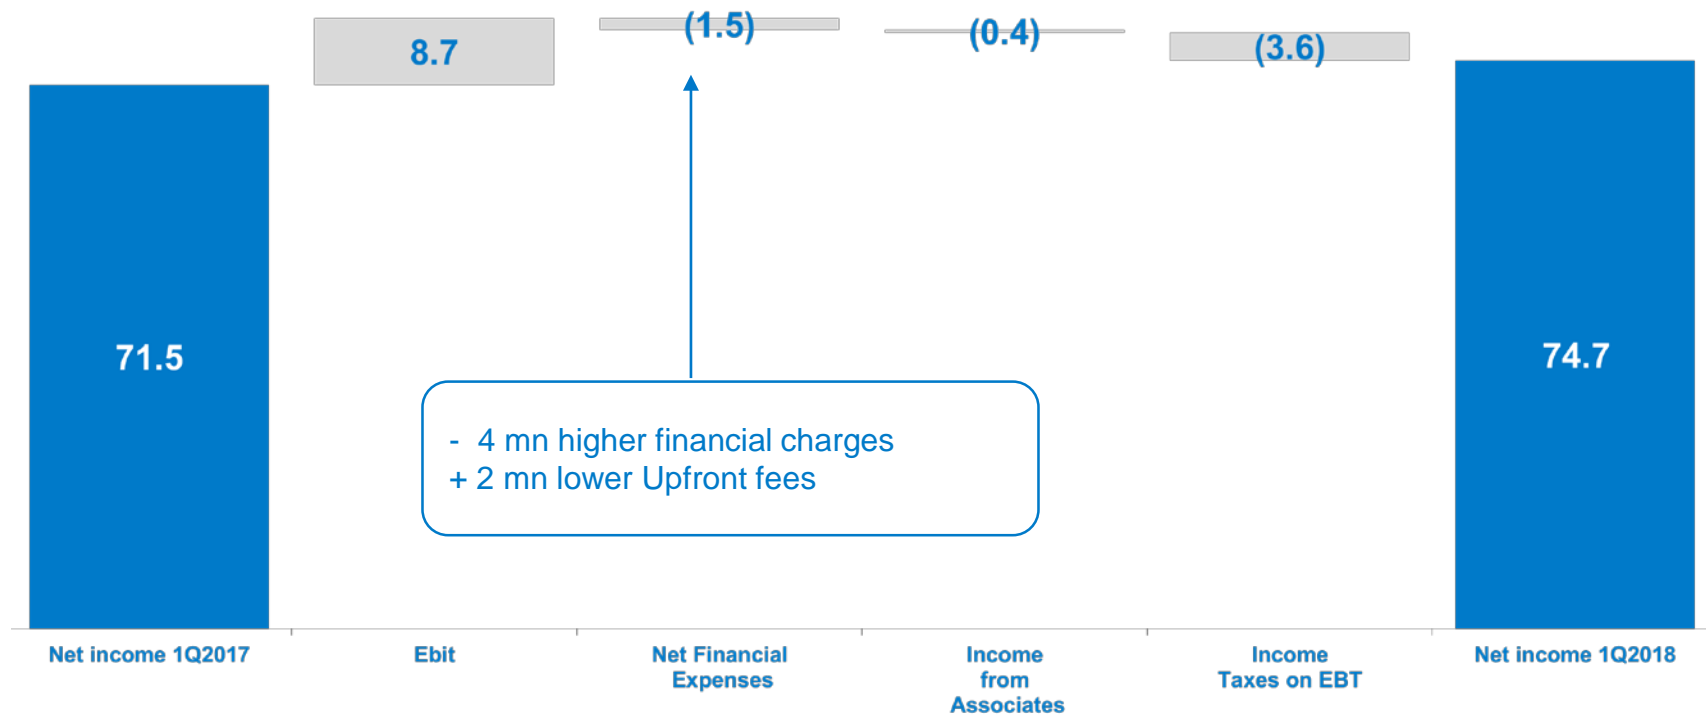 8.7
(1.5)
(0.4)
(3.6)
71.5
74.7
- 4 mn higher financial charges
+ 2 mn lower Upfront fees
Net income 1Q2017
Ebit
Net Financial
Expenses
Income
from
Associates
Income
Taxes on EBT
Net income 1Q2018